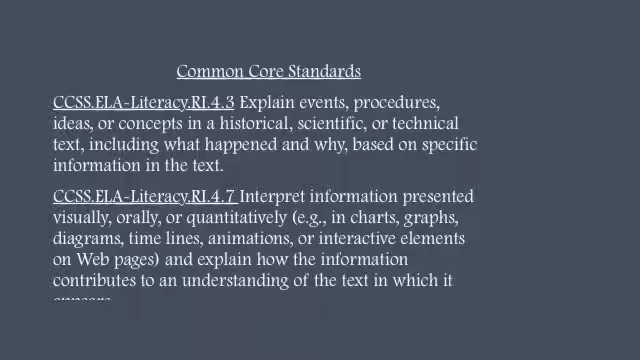 Common Core Standards
CCSS.ELA-Literacy.RI.4.3 Explain events, procedures,
ideas, or concepts in a historical, scientific, or technical
text, including what happened and why, based on specific
information in the text.
CCSS.ELA-Literacy.RI.4.7 Interpret information presented
visually, orally, or quantitatively (e.g., in charts, graphs,
diagrams, time lines, animations, or interactive elements
on Web pages) and explain how the information
contributes to an understanding of the text in which it